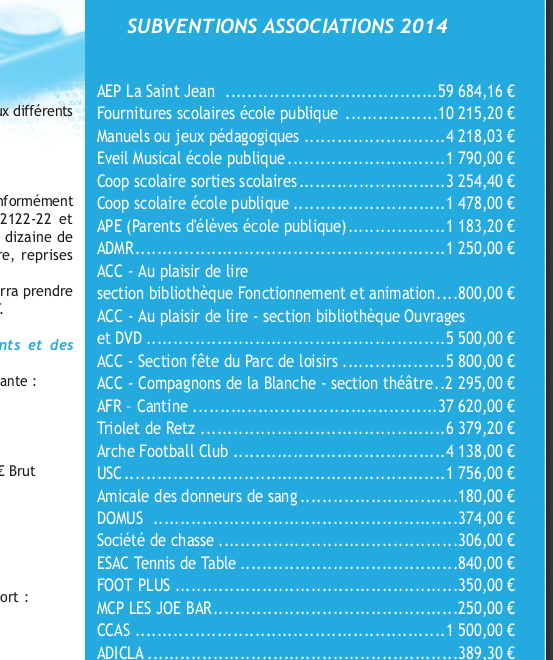 SUBVENTIONS ASSOCIATIONS 2014
AEP La Saint Jean ......................................59 684,16 €
Fournitures scolaires école publique .................10 215,20 €
Manuels ou jeux pédagogiques ..........................4 218,03 €
Eveil Musical école publique.............................1 790,00 €
Coop scolaire sorties scolaires...........................3 254,40 €
Coop scolaire école publique ............................1 478,00 €
APE (Parents d'élèves école publique)..................1 183,20 €
ADMR.........................................................1 250,00 €
ACC - Au plaisir de lire
section bibliothèque Fonctionnement et animation....800,00 €
ACC - Au plaisir de lire - section bibliothèque Ouvrages
et DVD ......................................................5 500,00 €
ACC - Section fête du Parc de loisirs ...................5 800,00 €
ACC - Compagnons de la Blanche - section théâtre..2 295,00 €
AFR – Cantine .............................................37 620,00 €
Triolet de Retz ............................................6 379,20 €
Arche Football Club ......................................4 138,00 €
USC..........................................................1 756,00 €
Amicale des donneurs de sang.............................180,00 €
DOMUS .......................................................374,00 €
Société de chasse ...........................................306,00 €
ESAC Tennis de Table .......................................840,00 €
FOOT PLUS ...................................................350,00 €
MCP LES JOE BAR............................................250,00 €
CCAS ........................................................1 500,00 €
ADICLA .......................................................389,30 €
ux différents
nformément
2122-22 et
dizaine de
re, reprises
rra prendre
nts et des
ante :
€ Brut
ort :